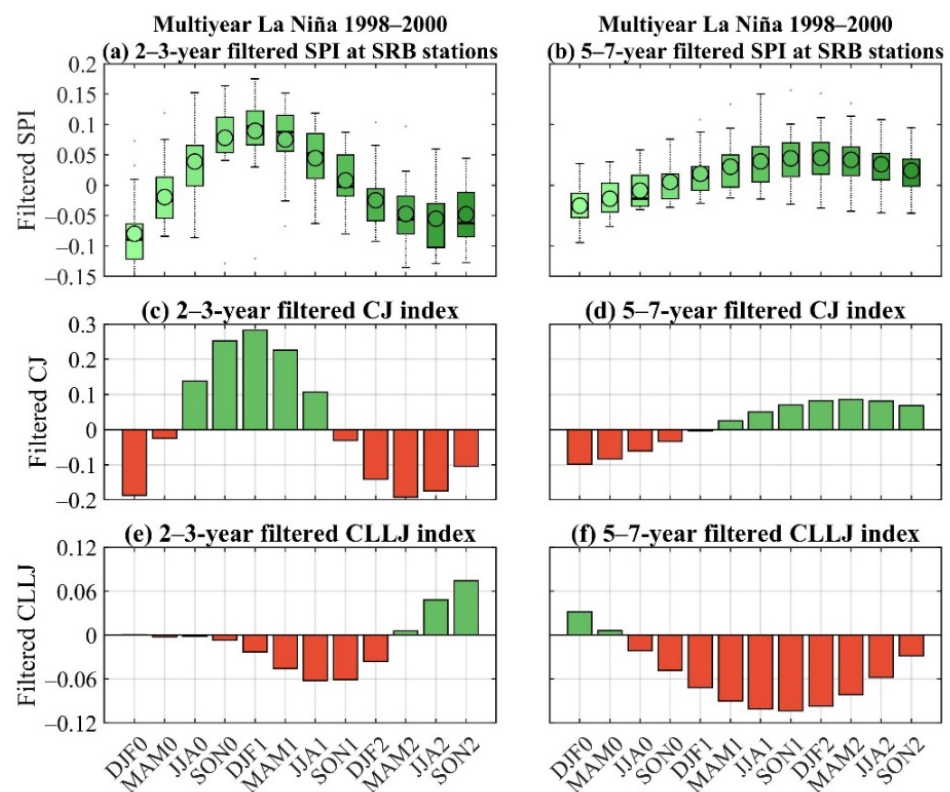 Multiyear La Niña 1998–2000
(a) 2–3-year filtered SPI at SRB stations
Filtered SPI
0.2
0.15
0.1
0.05
0
–0.05
–0.1
–0.15
Multiyear La Niña 1998–2000
(b) 5–7-year filtered SPI at SRB stations
(c) 2–3-year filtered CJ index
Filtered CJ
0.3
0.2
0.1
0
–0.1
–0.2
(d) 5–7-year filtered CJ index
(e) 2–3-year filtered CLLJ index
Filtered CLLJ
0.12
0.06
0
–0.06
–0.12
DJF0
MAM0
JJA0
SON0
DJF1
MAM1
JJA1
SON1
DJF2
MAM2
JJA2
SON2
(f) 5–7-year filtered CLLJ index
DJF0
MAM0
JJA0
SON0
DJF1
MAM1
JJA1
SON1
DJF2
MAM2
JJA2
SON2